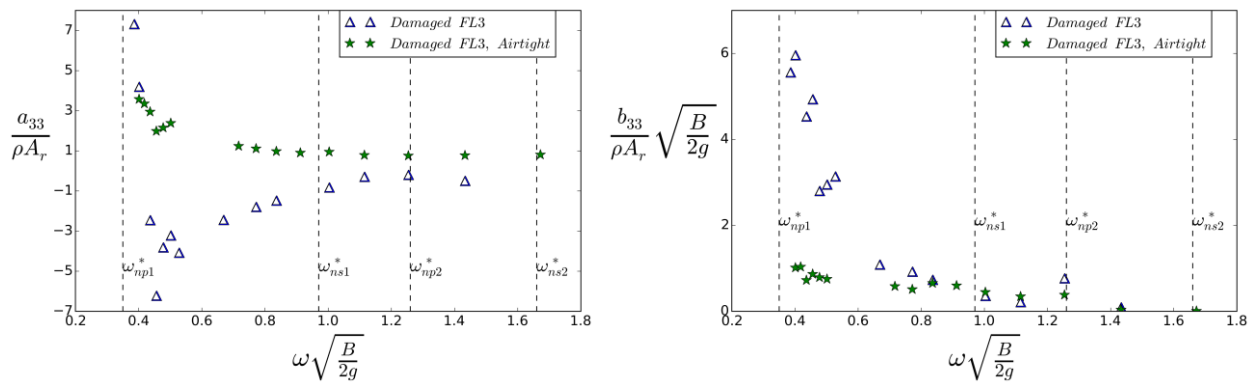 7
5
3
1
−1
−3
−5
−7
0.2 0.4 0.6 0.8 1.0 1.2 1.4 1.6 1.8
a₃₃/ρAᵣ
ω√(B/2g)
Damaged FL3
Damaged FL3, Airtight
ω*ₙₚ₁ ω*ₙₛ₁ ω*ₙₚ₂ ω*ₙₛ₂
6
4
2
0
0.2 0.4 0.6 0.8 1.0 1.2 1.4 1.6 1.8
b₃₃/ρAᵣ √(B/2g)
ω√(B/2g)
Damaged FL3
Damaged FL3, Airtight
ω*ₙₚ₁ ω*ₙₛ₁ ω*ₙₚ₂ ω*ₙₛ₂